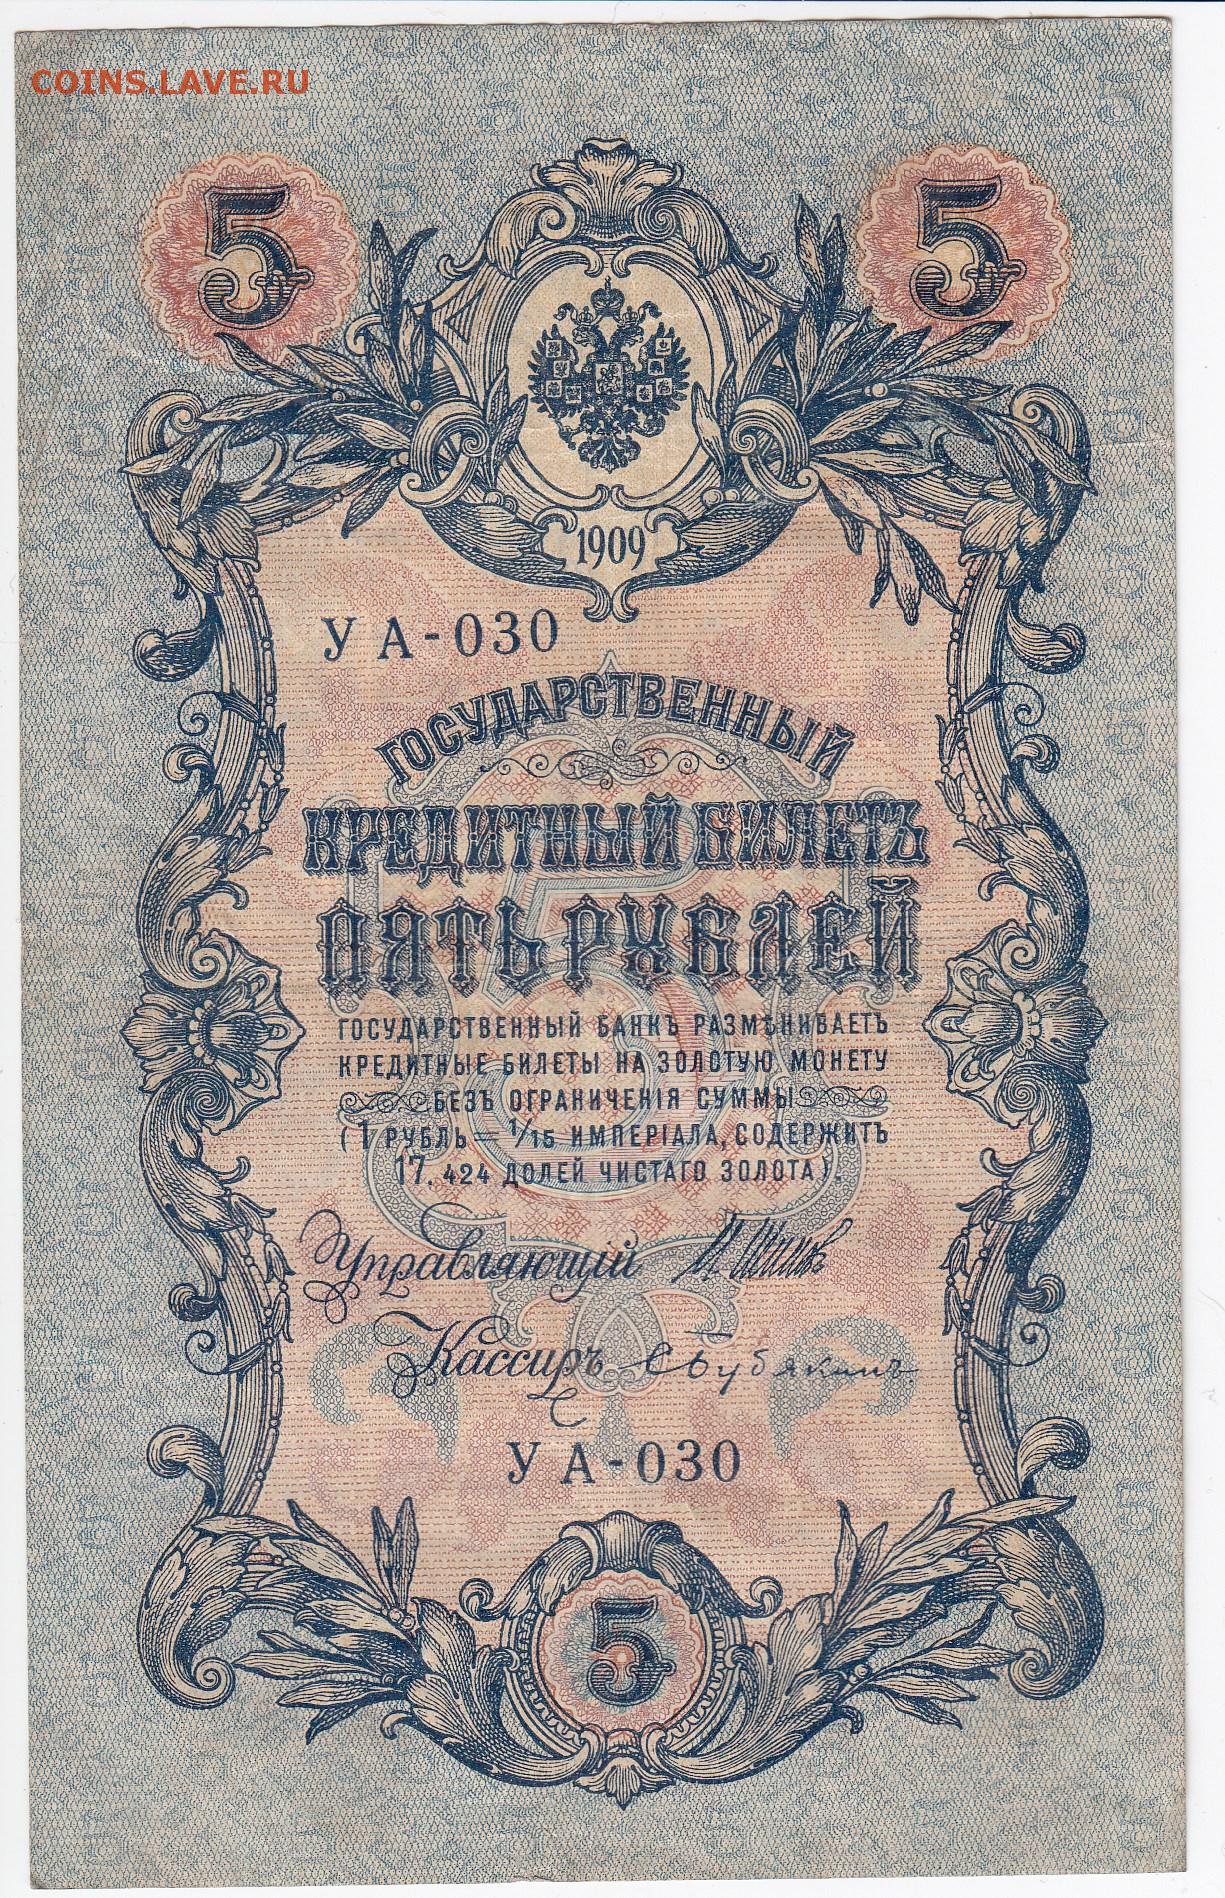 COINS.LAVE.RU
5 5
1909
УА-030
ГОСУДАРСТВЕННЫЙ
КРЕДИТНЫЙ БИЛЕТЪ
ПЯТЬ РУБЛЕЙ
ГОСУДАРСТВЕННЫЙ БАНКЪ РАЗМѢНИВАЕТЪ
КРЕДИТНЫЕ БИЛЕТЫ НА ЗОЛОТУЮ МОНЕТУ
БЕЗЪ ОГРАНИЧЕНІЯ СУММЫ
(1 РУБЛЬ = 1/15 ИМПЕРІАЛА, СОДЕРЖИТЪ
17,424 ДОЛЕЙ ЧИСТАГО ЗОЛОТА).
Управляющій И Шиповъ
Кассиръ Е Бубякинъ
УА-030
5